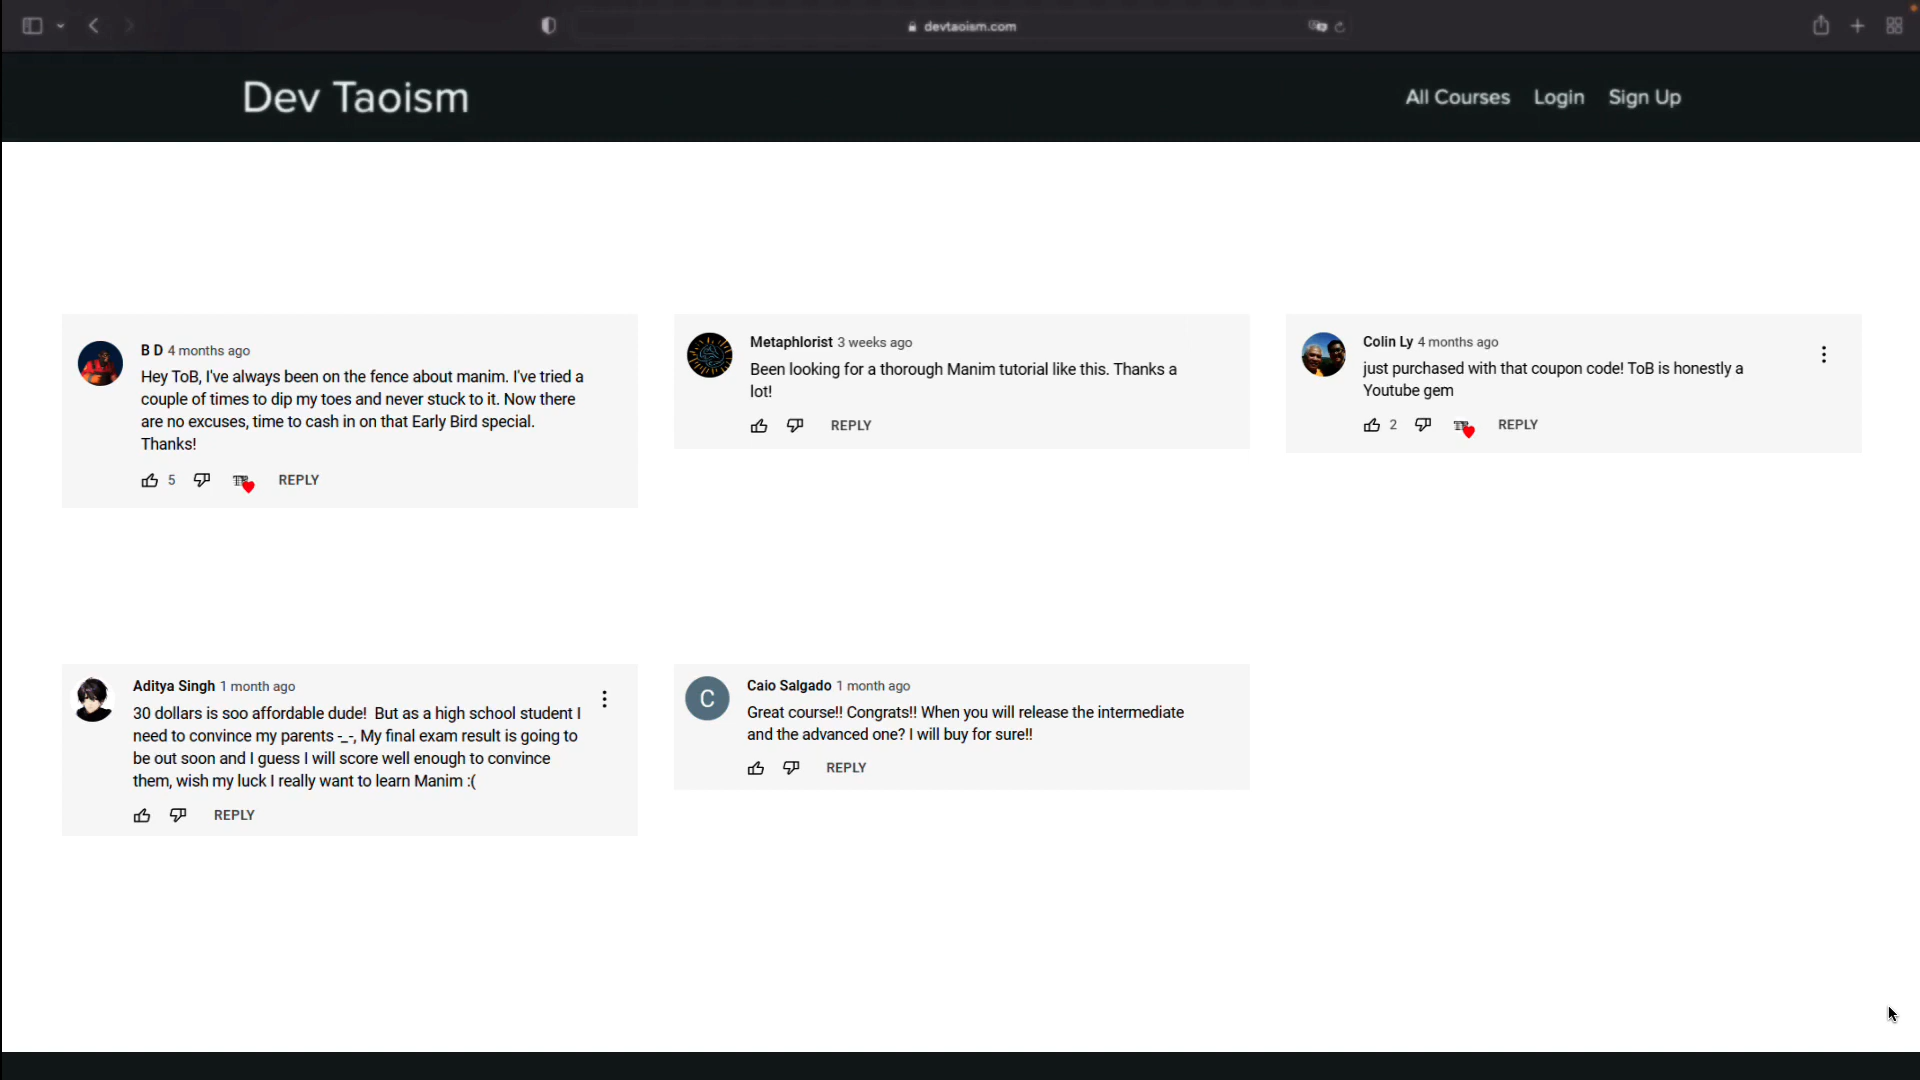 devtaoism.com
Dev Taoism
All Courses Login Sign Up
B D 4 months ago
Hey ToB, I've always been on the fence about manim. I've tried a
couple of times to dip my toes and never stuck to it. Now there
are no excuses, time to cash in on that Early Bird special.
Thanks!
5 REPLY
Metaphlorist 3 weeks ago
Been looking for a thorough Manim tutorial like this. Thanks a
lot!
REPLY
Colin Ly 4 months ago
just purchased with that coupon code! ToB is honestly a
Youtube gem
2 REPLY
Aditya Singh 1 month ago
30 dollars is soo affordable dude!  But as a high school student I
need to convince my parents -_-, My final exam result is going to
be out soon and I guess I will score well enough to convince
them, wish my luck I really want to learn Manim :(
REPLY
C
Caio Salgado 1 month ago
Great course!! Congrats!! When you will release the intermediate
and the advanced one? I will buy for sure!!
REPLY